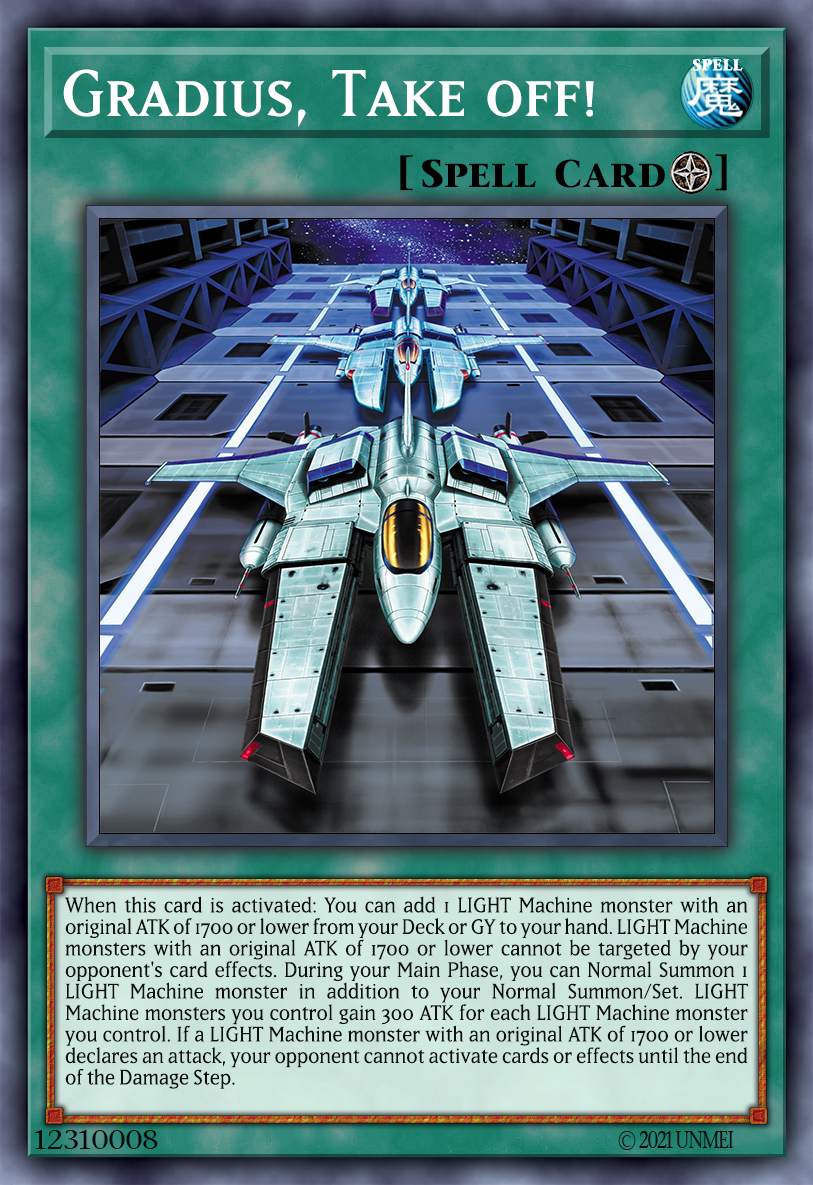 Gradius, Take off!
SPELL
魔
[Spell Card]
When this card is activated: You can add 1 LIGHT Machine monster with an
original ATK of 1700 or lower from your Deck or GY to your hand. LIGHT Machine
monsters with an original ATK of 1700 or lower cannot be targeted by your
opponent's card effects. During your Main Phase, you can Normal Summon 1
LIGHT Machine monster in addition to your Normal Summon/Set. LIGHT
Machine monsters you control gain 300 ATK for each LIGHT Machine monster
you control. If a LIGHT Machine monster with an original ATK of 1700 or lower
declares an attack, your opponent cannot activate cards or effects until the end
of the Damage Step.
12310008
© 2021 UNMEI